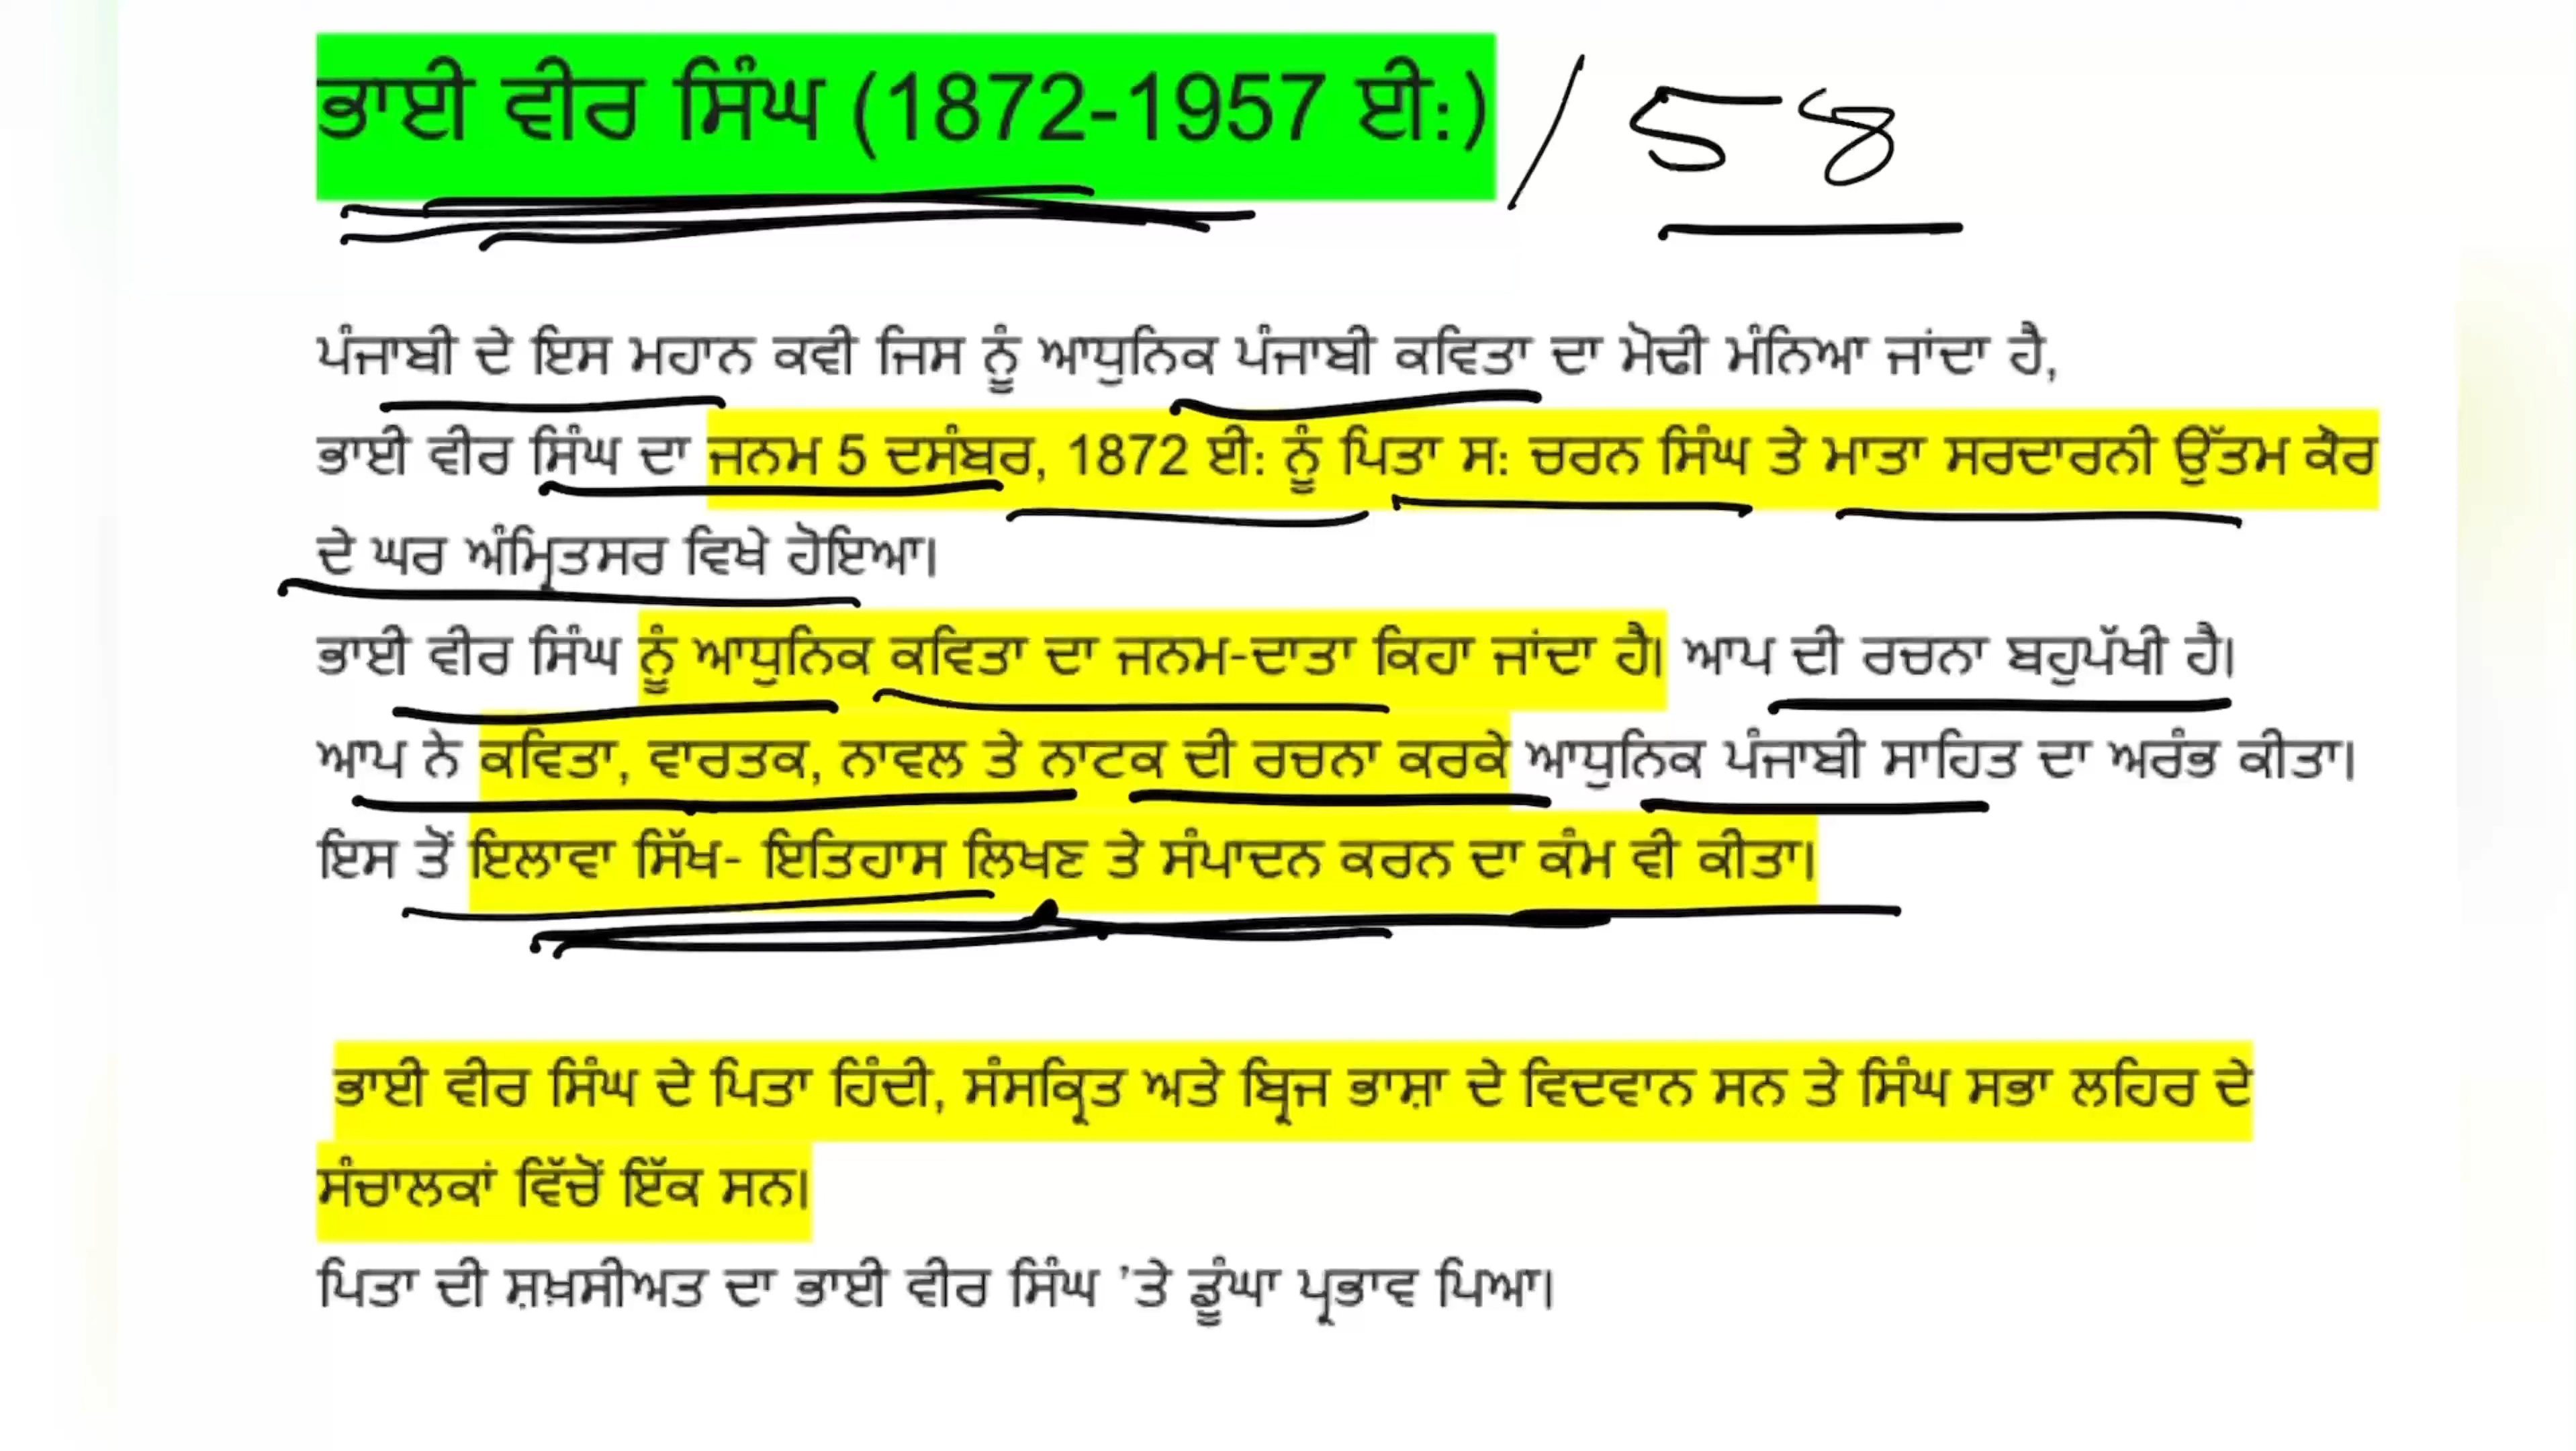 ਭਾਈ ਵੀਰ ਸਿੰਘ (1872-1957 ਈ:) / 58
ਪੰਜਾਬੀ ਦੇ ਇਸ ਮਹਾਨ ਕਵੀ ਜਿਸ ਨੂੰ ਆਧੁਨਿਕ ਪੰਜਾਬੀ ਕਵਿਤਾ ਦਾ ਮੋਢੀ ਮੰਨਿਆ ਜਾਂਦਾ ਹੈ,
ਭਾਈ ਵੀਰ ਸਿੰਘ ਦਾ ਜਨਮ 5 ਦਸੰਬਰ, 1872 ਈ: ਨੂੰ ਪਿਤਾ ਸ: ਚਰਨ ਸਿੰਘ ਤੇ ਮਾਤਾ ਸਰਦਾਰਨੀ ਉੱਤਮ ਕੌਰ
ਦੇ ਘਰ ਅੰਮ੍ਰਿਤਸਰ ਵਿਖੇ ਹੋਇਆ।
ਭਾਈ ਵੀਰ ਸਿੰਘ ਨੂੰ ਆਧੁਨਿਕ ਕਵਿਤਾ ਦਾ ਜਨਮ-ਦਾਤਾ ਕਿਹਾ ਜਾਂਦਾ ਹੈ। ਆਪ ਦੀ ਰਚਨਾ ਬਹੁਪੱਖੀ ਹੈ।
ਆਪ ਨੇ ਕਵਿਤਾ, ਵਾਰਤਕ, ਨਾਵਲ ਤੇ ਨਾਟਕ ਦੀ ਰਚਨਾ ਕਰਕੇ ਆਧੁਨਿਕ ਪੰਜਾਬੀ ਸਾਹਿਤ ਦਾ ਅਰੰਭ ਕੀਤਾ।
ਇਸ ਤੋਂ ਇਲਾਵਾ ਸਿੱਖ- ਇਤਿਹਾਸ ਲਿਖਣ ਤੇ ਸੰਪਾਦਨ ਕਰਨ ਦਾ ਕੰਮ ਵੀ ਕੀਤਾ।
ਭਾਈ ਵੀਰ ਸਿੰਘ ਦੇ ਪਿਤਾ ਹਿੰਦੀ, ਸੰਸਕ੍ਰਿਤ ਅਤੇ ਬ੍ਰਿਜ ਭਾਸ਼ਾ ਦੇ ਵਿਦਵਾਨ ਸਨ ਤੇ ਸਿੰਘ ਸਭਾ ਲਹਿਰ ਦੇ
ਸੰਚਾਲਕਾਂ ਵਿੱਚੋਂ ਇੱਕ ਸਨ।
ਪਿਤਾ ਦੀ ਸ਼ਖ਼ਸੀਅਤ ਦਾ ਭਾਈ ਵੀਰ ਸਿੰਘ 'ਤੇ ਡੂੰਘਾ ਪ੍ਰਭਾਵ ਪਿਆ।